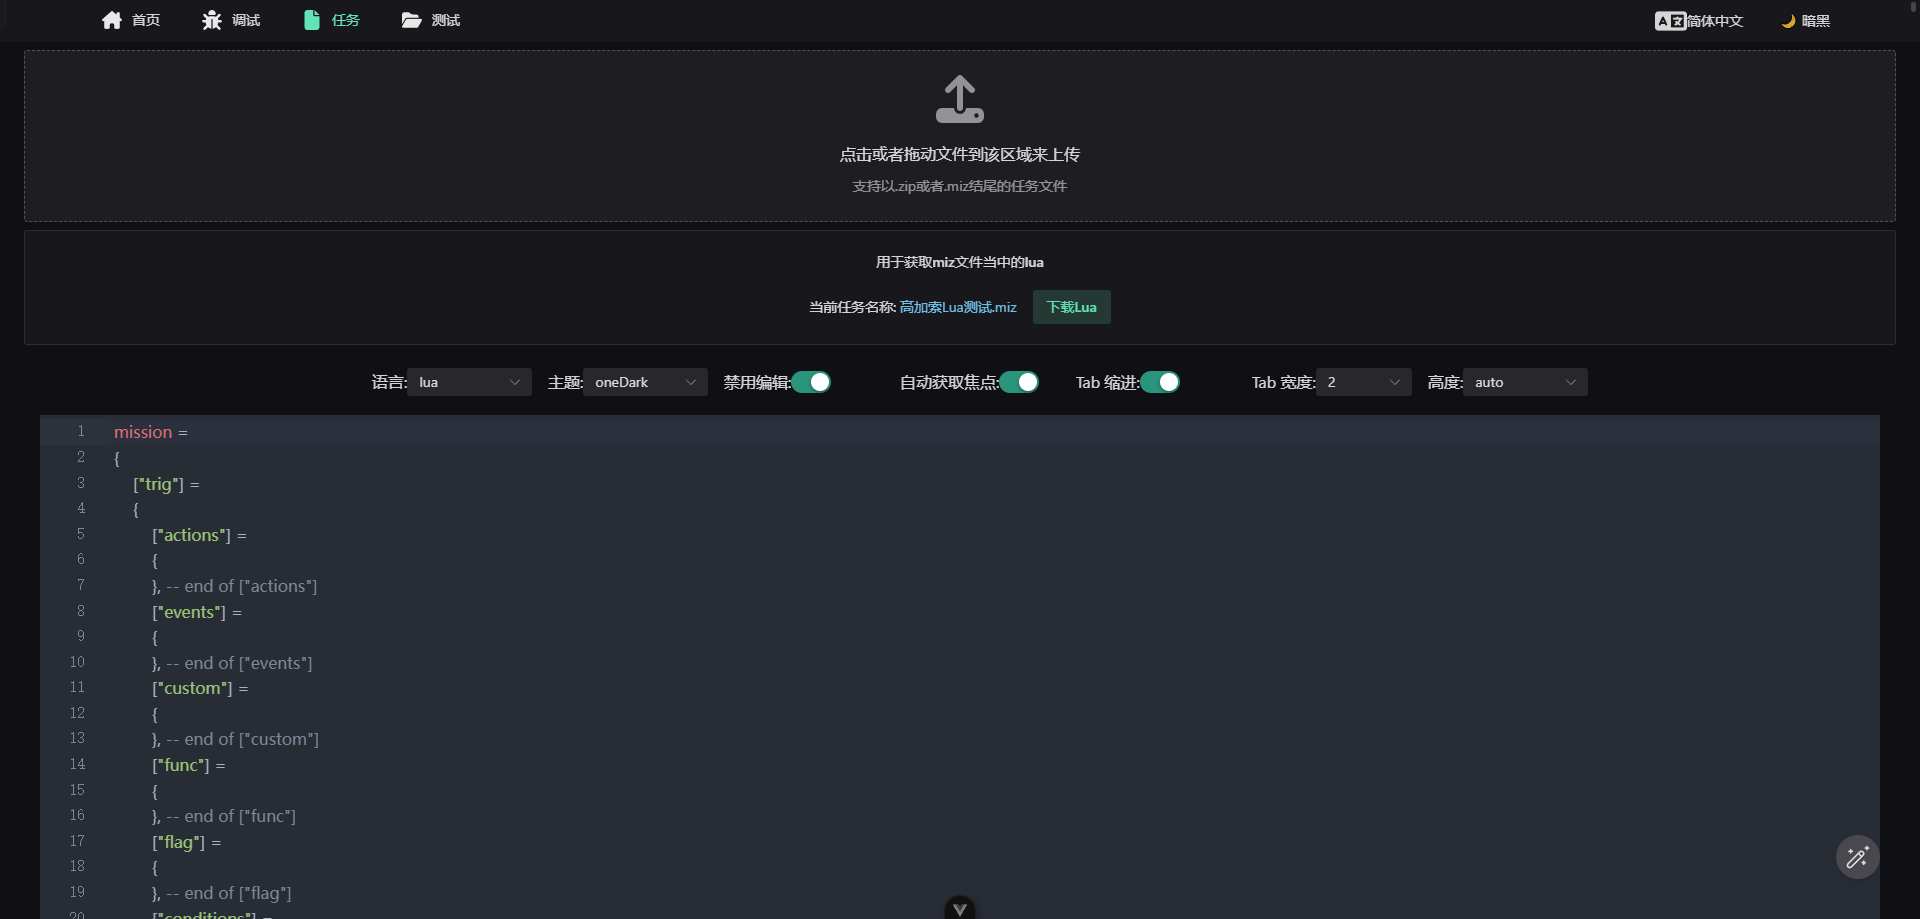 首页 调试 任务 测试 简体中文 暗黑
点击或者拖动文件到该区域来上传
支持以.zip或者.miz结尾的任务文件
用于获取miz文件当中的lua
当前任务名称: 高加索Lua测试.miz 下载Lua
语言: lua 主题: oneDark 禁用编辑: 自动获取焦点: Tab 缩进: Tab 宽度: 2 高度: auto
1 mission =
2 {
3 ["trig"] =
4 {
5 ["actions"] =
6 {
7 }, -- end of ["actions"]
8 ["events"] =
9 {
10 }, -- end of ["events"]
11 ["custom"] =
12 {
13 }, -- end of ["custom"]
14 ["func"] =
15 {
16 }, -- end of ["func"]
17 ["flag"] =
18 {
19 }, -- end of ["flag"]
20 ["conditions"] =